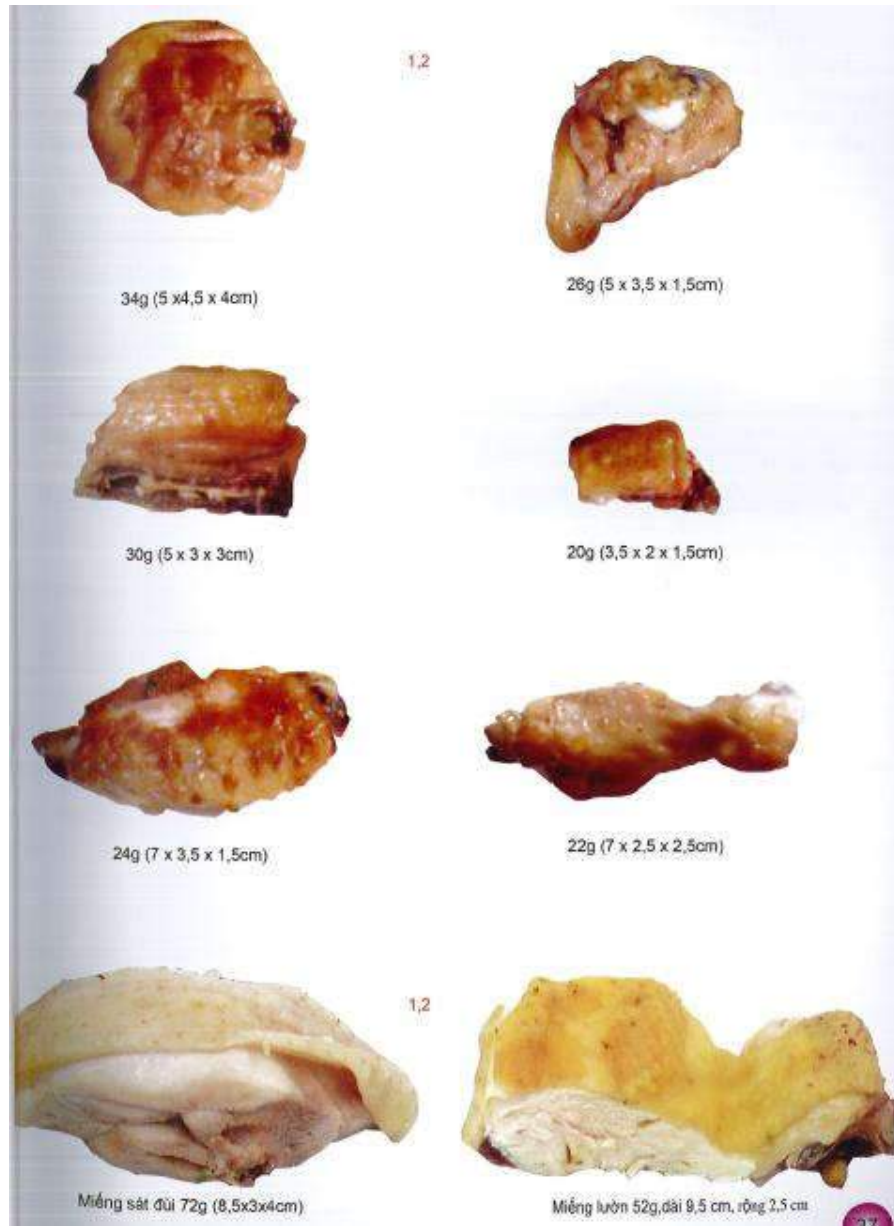 1,2
34g (5 x4,5 x 4cm)
26g (5 x 3,5 x 1,5cm)
30g (5 x 3 x 3cm)
20g (3,5 x 2 x 1,5cm)
24g (7 x 3,5 x 1,5cm)
22g (7 x 2,5 x 2,5cm)
1,2
Miếng sát đùi 72g (8,5x3x4cm)
Miếng lườn 52g,dài 9,5 cm, rộng 2,5 cm